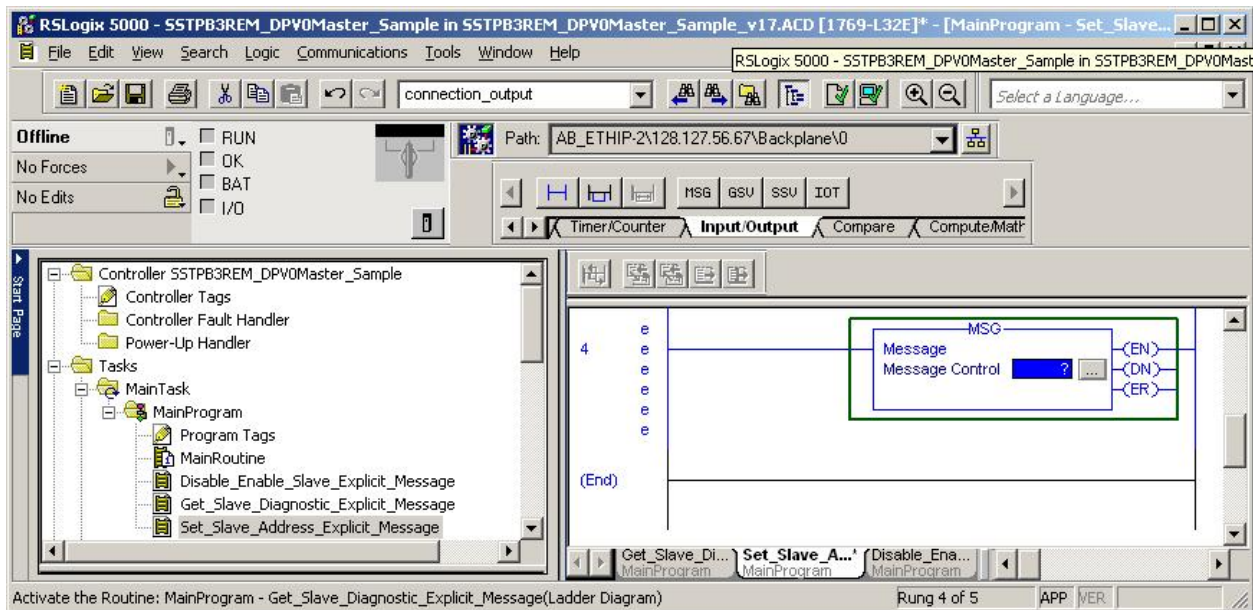 RSLogix 5000 - SSTPB3REM_DPV0Master_Sample in SSTPB3REM_DPV0Master_Sample_v17.ACD [1769-L32E]* - [MainProgram - Set_Slave...
File Edit View Search Logic Communications Tools Window Help
RSLogix 5000 - SSTPB3REM_DPV0Master_Sample in SSTPB3REM_DPV0Mast
connection_output
Select a Language...
Offline
RUN
No Forces
OK
No Edits
BAT
I/O
Path: AB_ETHIP-2\128.127.56.67\Backplane\0
MSG GSV SSV IOT
Timer/Counter Input/Output Compare Compute/Math
Start Page
Controller SSTPB3REM_DPV0Master_Sample
Controller Tags
Controller Fault Handler
Power-Up Handler
Tasks
MainTask
MainProgram
Program Tags
MainRoutine
Disable_Enable_Slave_Explicit_Message
Get_Slave_Diagnostic_Explicit_Message
Set_Slave_Address_Explicit_Message
e
4 e
e
e
e
e
MSG
Message
Message Control ? ...
(EN)
(DN)
(ER)
(End)
Get_Slave_Di... Set_Slave_A...* Disable_Ena...
MainProgram MainProgram MainProgram
Activate the Routine: MainProgram - Get_Slave_Diagnostic_Explicit_Message(Ladder Diagram)
Rung 4 of 5
APP VER